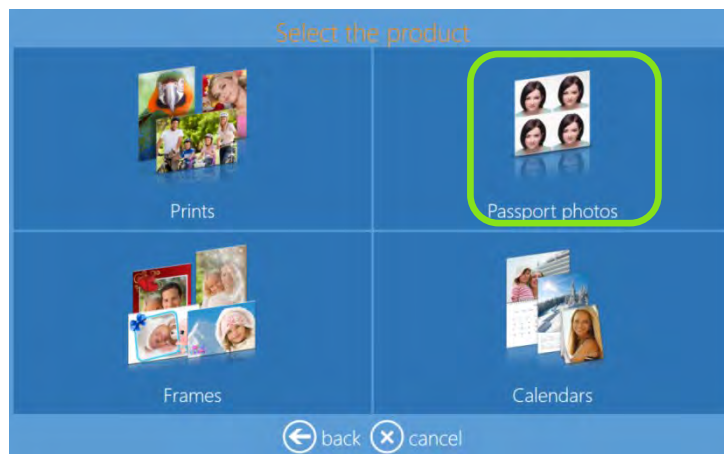 Select the product
Prints
Passport photos
Frames
Calendars
back cancel